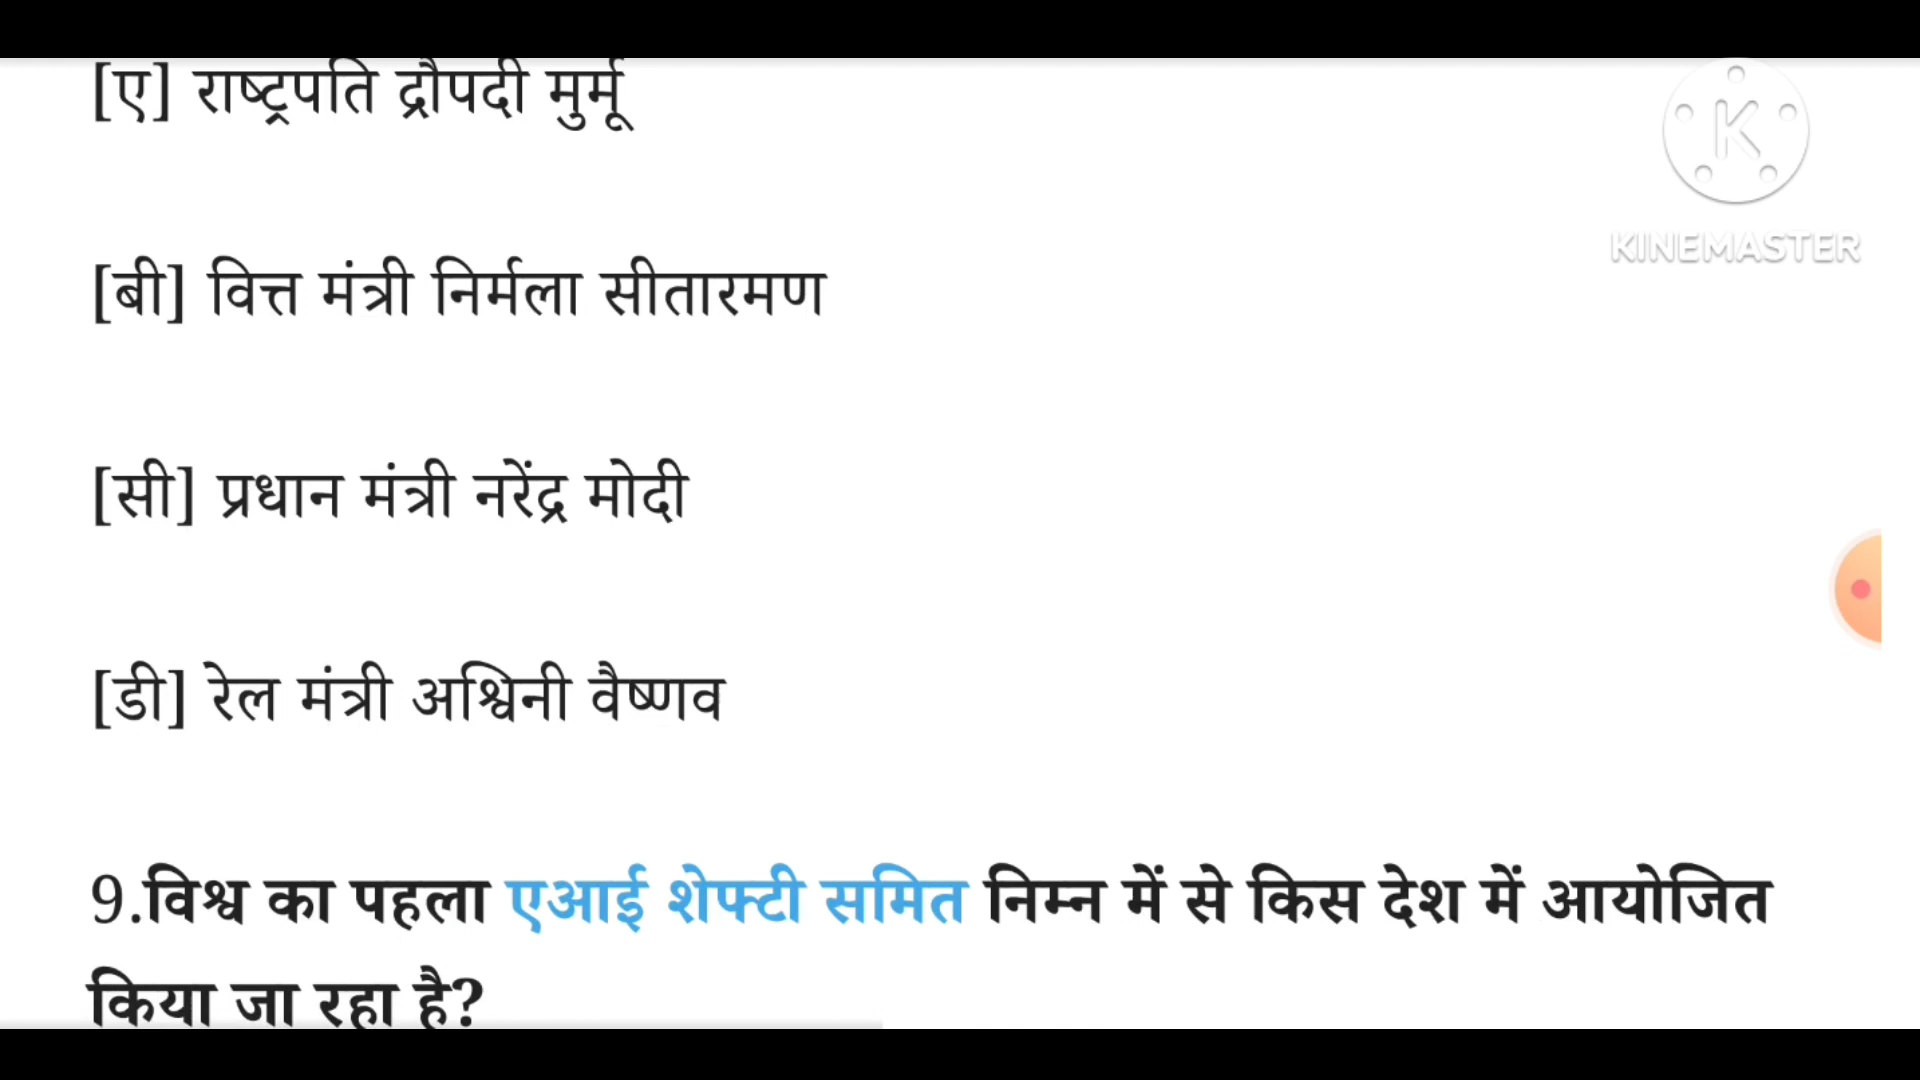 [ए] राष्ट्रपति द्रौपदी मुर्मू
K
KINEMASTER
[बी] वित्त मंत्री निर्मला सीतारमण
[सी] प्रधान मंत्री नरेंद्र मोदी
[डी] रेल मंत्री अश्विनी वैष्णव
9.विश्व का पहला एआई शेफ्टी समित निम्न में से किस देश में आयोजित
किया जा रहा है?